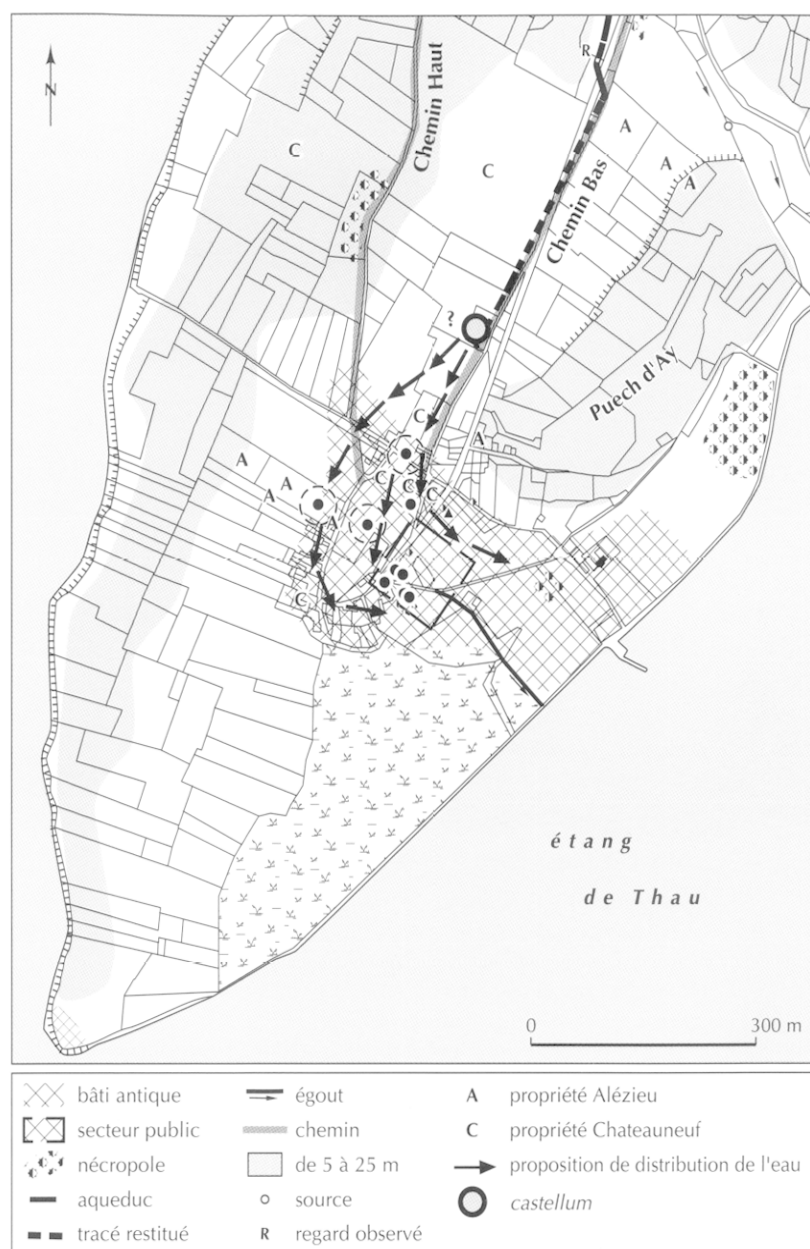 N
R
Chemin Haut
A
C
C
A
A
Chemin Bas
?
Puech d'Ay
C
A
A
A
C
C
C
A
A
C
étang
de Thau
0
300 m
bâti antique
secteur public
nécropole
aqueduc
tracé restitué
égout
chemin
de 5 à 25 m
source
R regard observé
A propriété Alézieu
C propriété Chateauneuf
proposition de distribution de l'eau
castellum